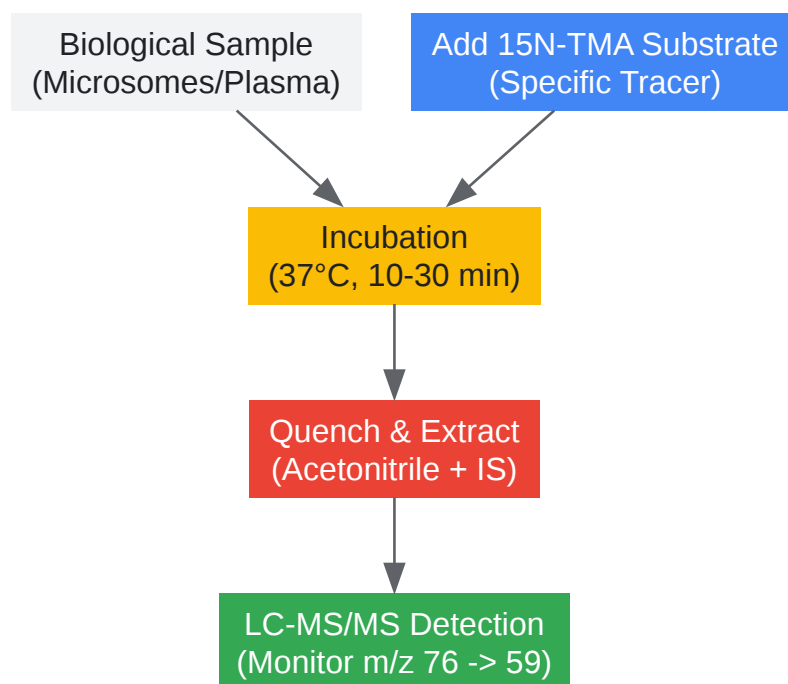 Biological Sample
(Microsomes/Plasma)
Add 15N-TMA Substrate
(Specific Tracer)
Incubation
(37°C, 10-30 min)
Quench & Extract
(Acetonitrile + IS)
LC-MS/MS Detection
(Monitor m/z 76 -> 59)